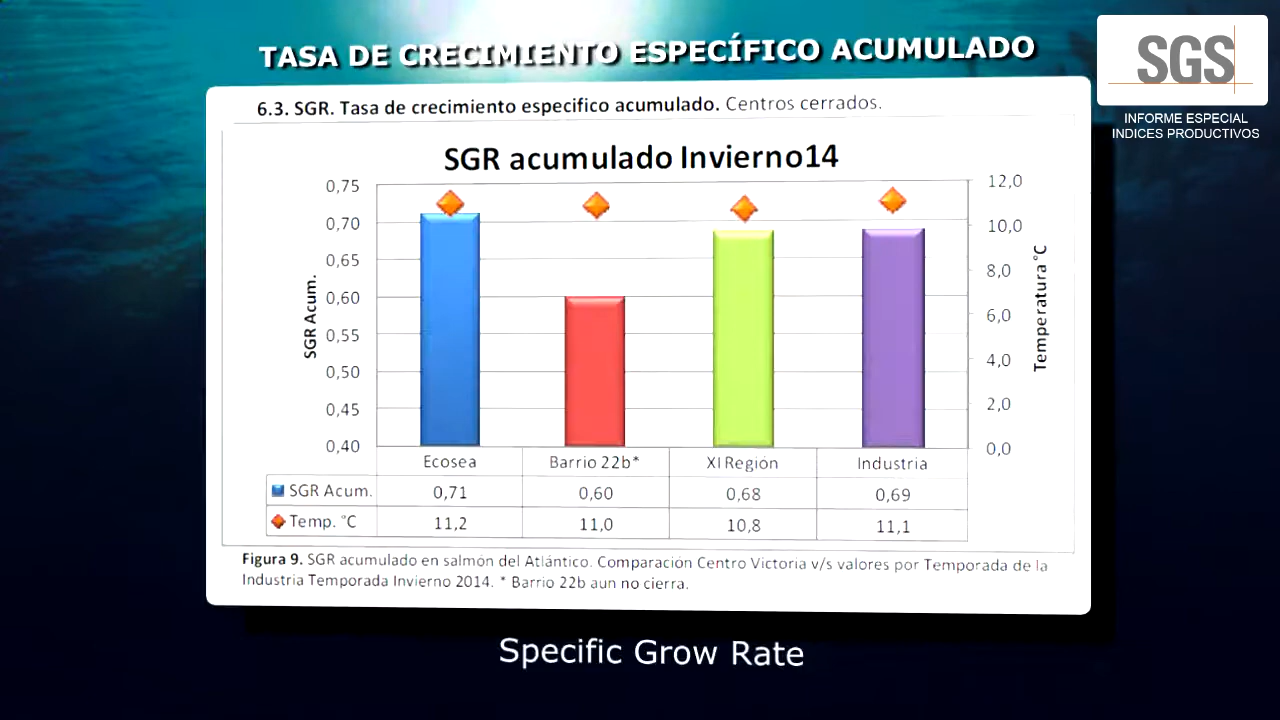 TASA DE CRECIMIENTO ESPECÍFICO ACUMULADO
SGS
INFORME ESPECIAL
INDICES PRODUCTIVOS
6.3. SGR. Tasa de crecimiento especifico acumulado. Centros cerrados.
SGR acumulado Invierno14
0,75
0,70
0,65
0,60
0,55
0,50
0,45
0,40
SGR Acum.
12,0
10,0
8,0
6,0
4,0
2,0
0,0
Temperatura °C
Ecosea Barrio 22b* XI Región Industria
SGR Acum. 0,71 0,60 0,68 0,69
Temp. °C 11,2 11,0 10,8 11,1
Figura 9. SGR acumulado en salmón del Atlántico. Comparación Centro Victoria v/s valores por Temporada de la
Industria Temporada Invierno 2014. * Barrio 22b aun no cierra.
Specific Grow Rate